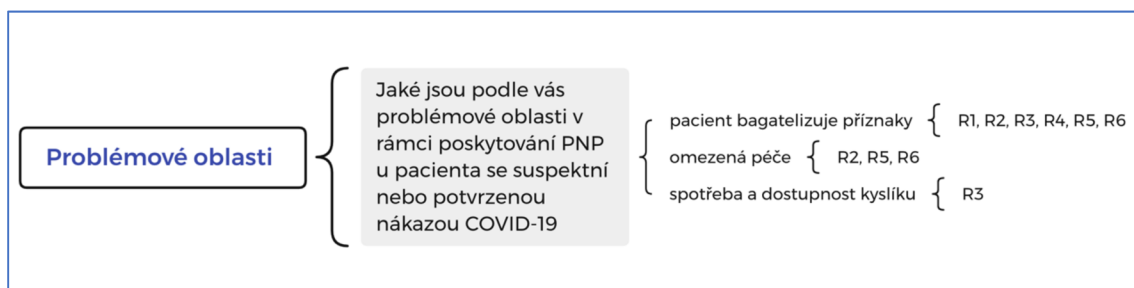 Problémové oblasti
Jaké jsou podle vás
problémové oblasti v
rámci poskytování PNP
u pacienta se suspektní
nebo potvrzenou
nákazou COVID-19
pacient bagatelizuje příznaky R1, R2, R3, R4, R5, R6
omezená péče R2, R5, R6
spotřeba a dostupnost kyslíku R3